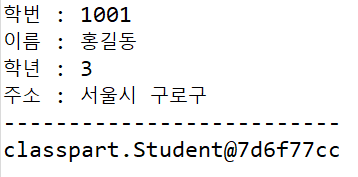 학번 : 1001
이름 : 홍길동
학년 : 3
주소 : 서울시 구로구
---------------------------
classpart.Student@7d6f77cc